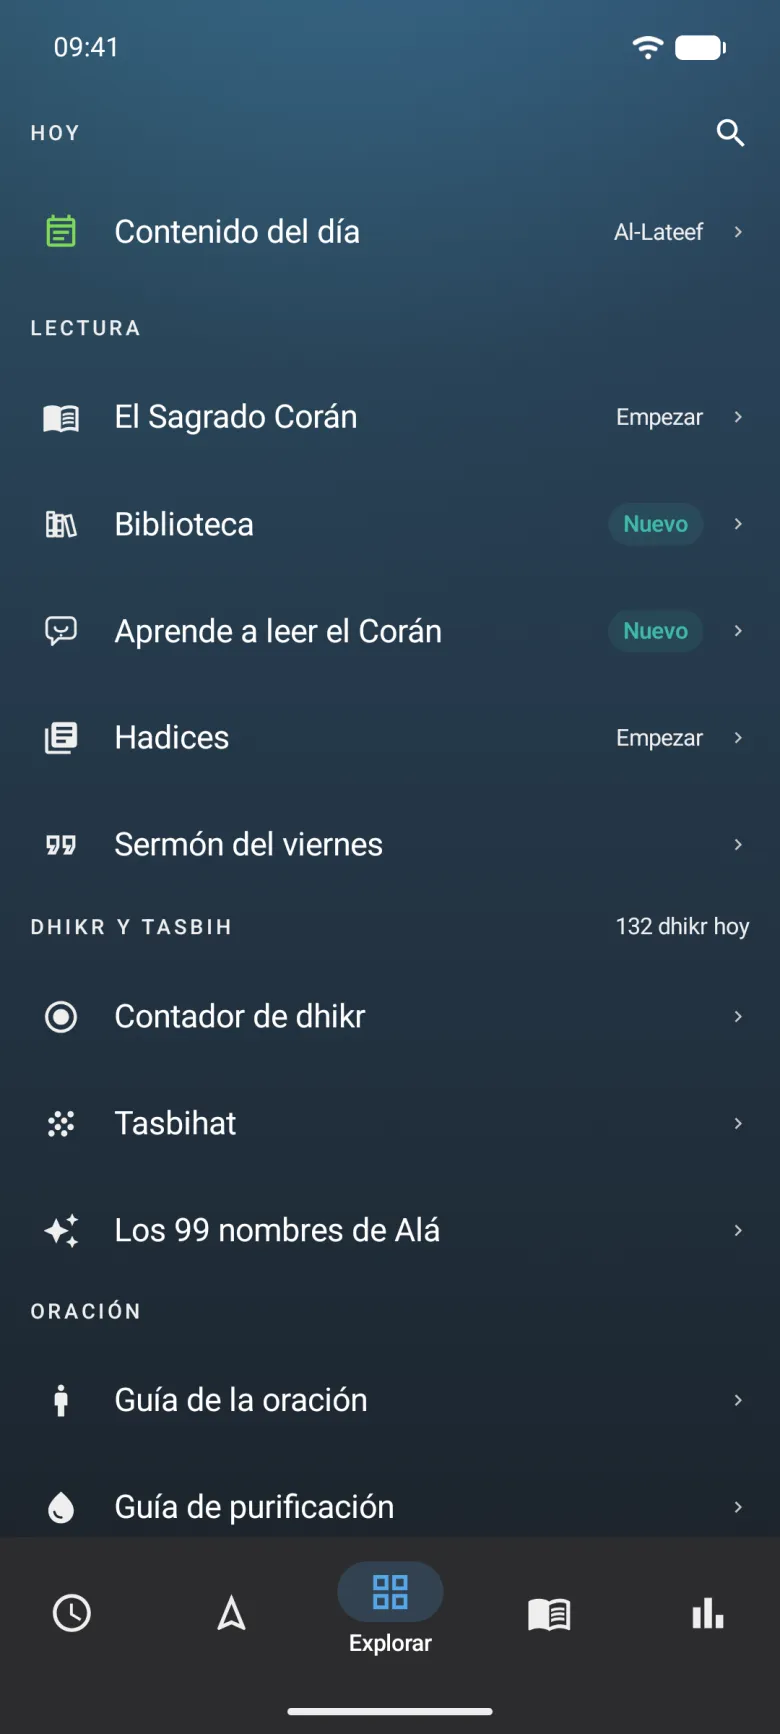 09:41
HOY
Contenido del día Al-Lateef
LECTURA
El Sagrado Corán Empezar
Biblioteca Nuevo
Aprende a leer el Corán Nuevo
Hadices Empezar
Sermón del viernes
DHIKR Y TASBIH 132 dhikr hoy
Contador de dhikr
Tasbihat
Los 99 nombres de Alá
ORACIÓN
Guía de la oración
Guía de purificación
Explorar